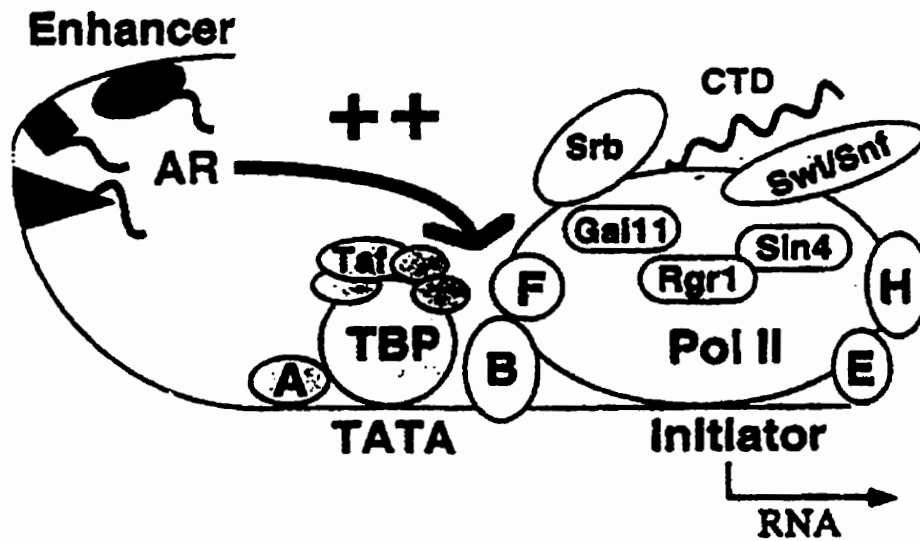 Enhancer
++
CTD
Srb
Swi/Snf
AR
Gal11
Sin4
Taf
Rgr1
F
H
TBP
B
Pol II
E
A
TATA
Initiator
RNA